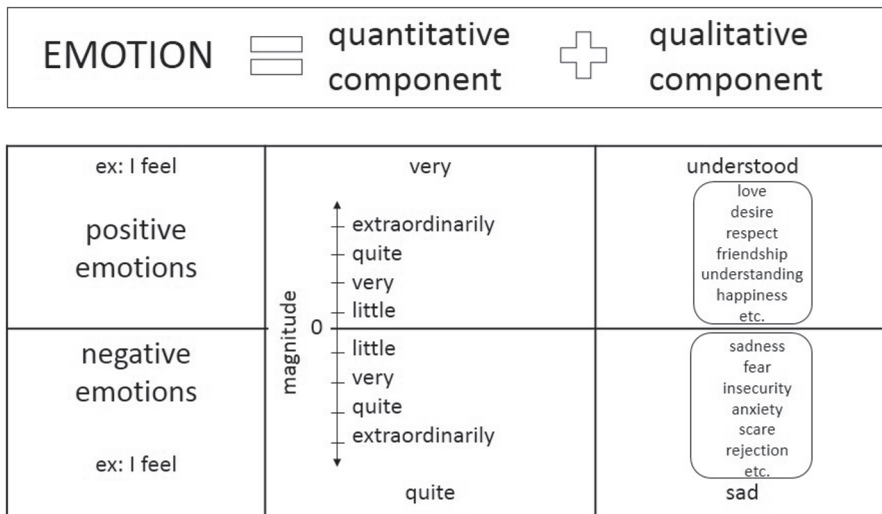 EMOTION = quantitative component + qualitative component
ex: I feel very understood
positive emotions
extraordinarily
quite
very
little
love
desire
respect
friendship
understanding
happiness
etc.
magnitude
0
negative emotions
little
very
quite
extraordinarily
sadness
fear
insecurity
anxiety
scare
rejection
etc.
ex: I feel quite sad